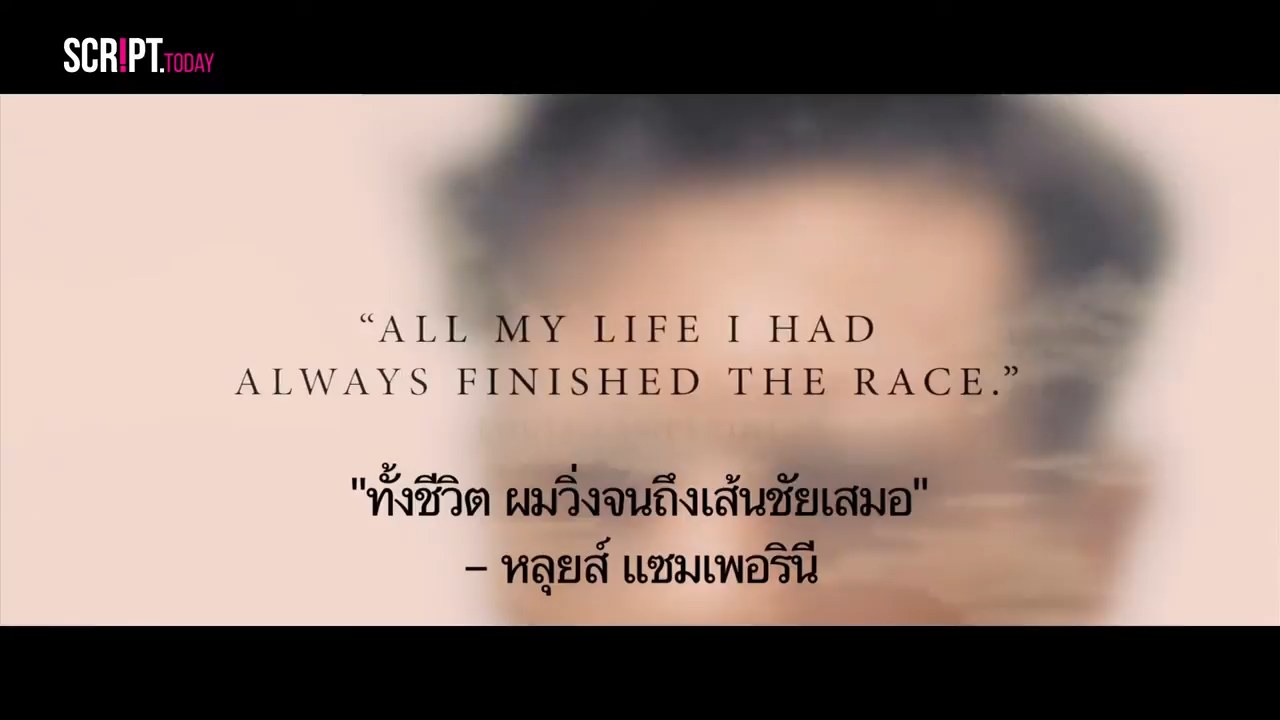 SCR!PT.TODAY
“ALL MY LIFE I HAD
ALWAYS FINISHED THE RACE.”
"ทั้งชีวิต ผมวิ่งจนถึงเส้นชัยเสมอ"
– หลุยส์ แซมเพอรินี